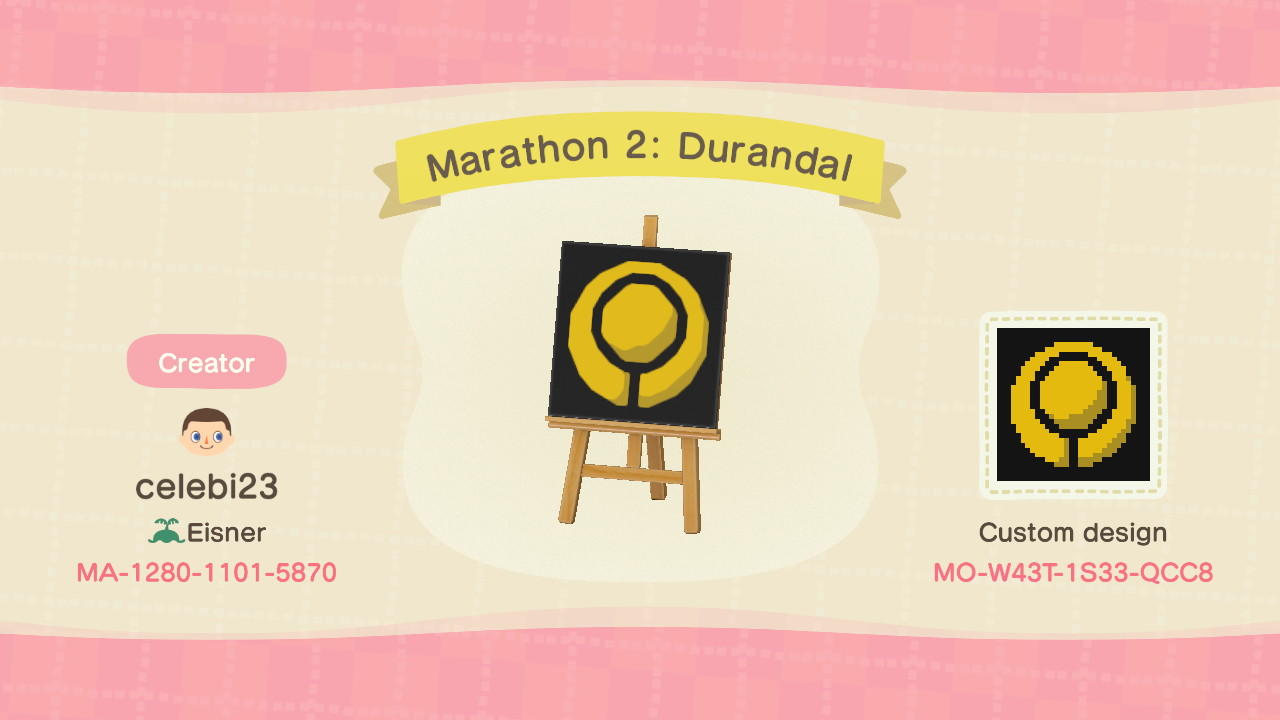 Marathon 2: Durandal
Creator
celebi23
Eisner
MA-1280-1101-5870
Custom design
MO-W43T-1S33-QCC8